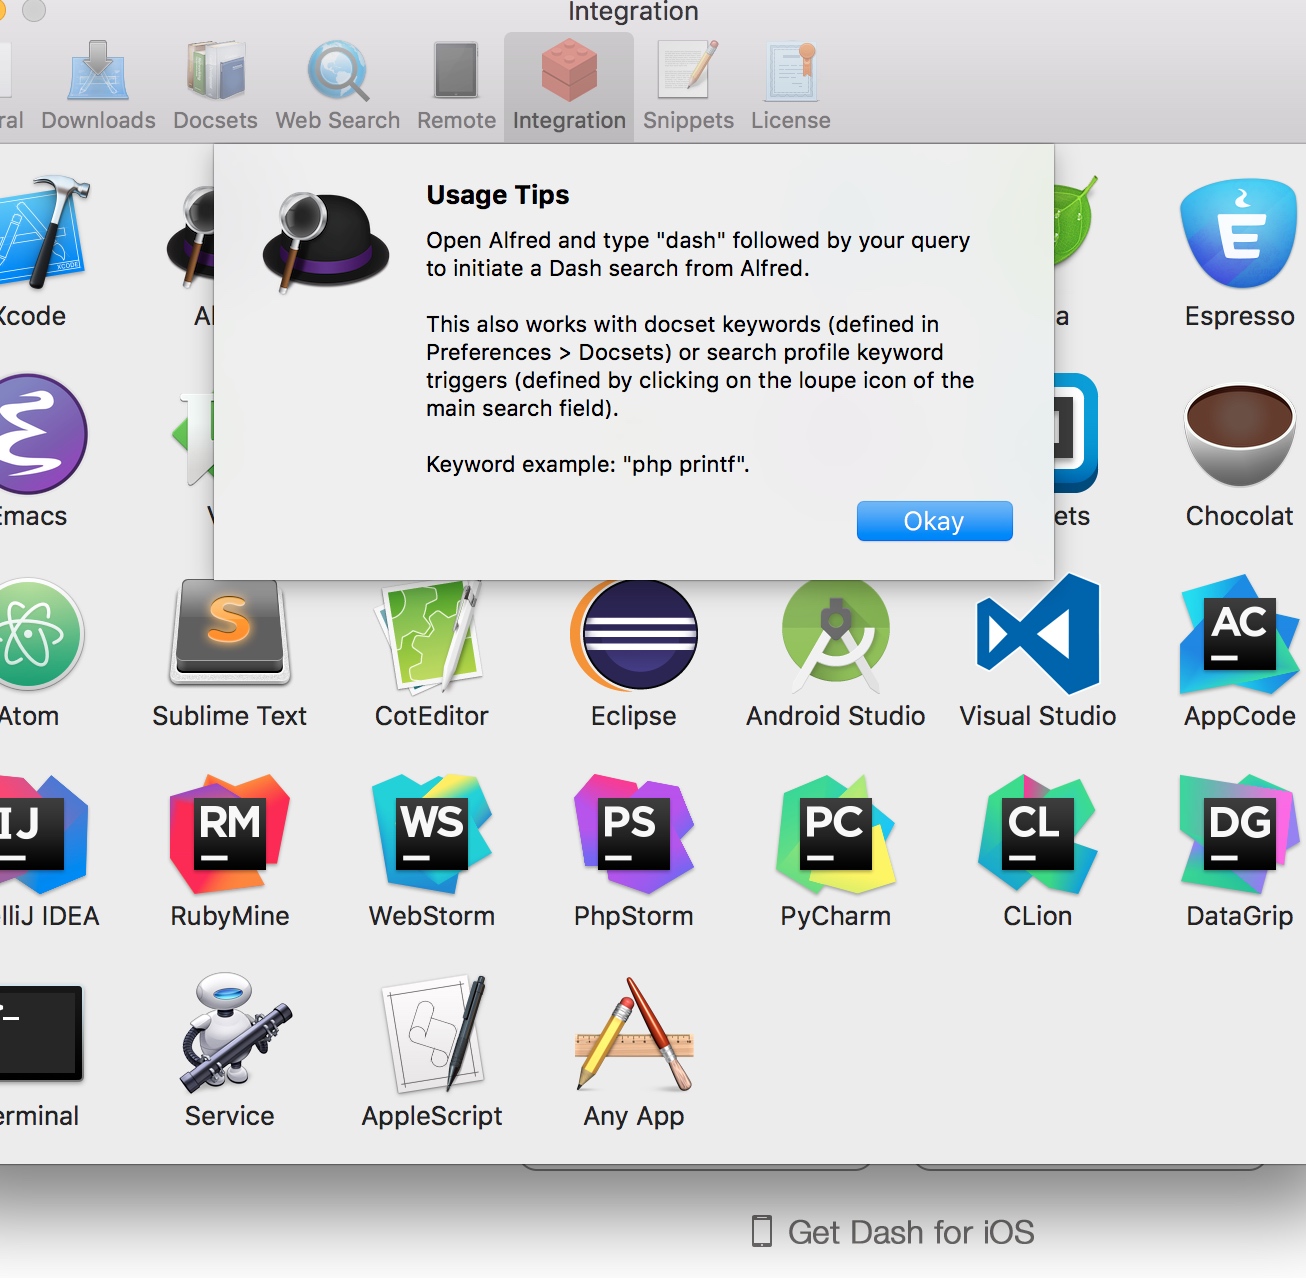 Integration
Downloads
Docsets
Web Search
Remote
Integration
Snippets
License
Usage Tips
Open Alfred and type "dash" followed by your query
to initiate a Dash search from Alfred.
This also works with docset keywords (defined in
Preferences > Docsets) or search profile keyword
triggers (defined by clicking on the loupe icon of the
main search field).
Keyword example: "php printf".
Okay
XCODE
Xcode
E
Espresso
Emacs
Chocolat
Atom
S
Sublime Text
CotEditor
Eclipse
Android Studio
Visual Studio
AC
AppCode
IJ
lliJ IDEA
RM
RubyMine
WS
WebStorm
PS
PhpStorm
PC
PyCharm
CL
CLion
DG
DataGrip
erminal
Service
AppleScript
Any App
Get Dash for iOS